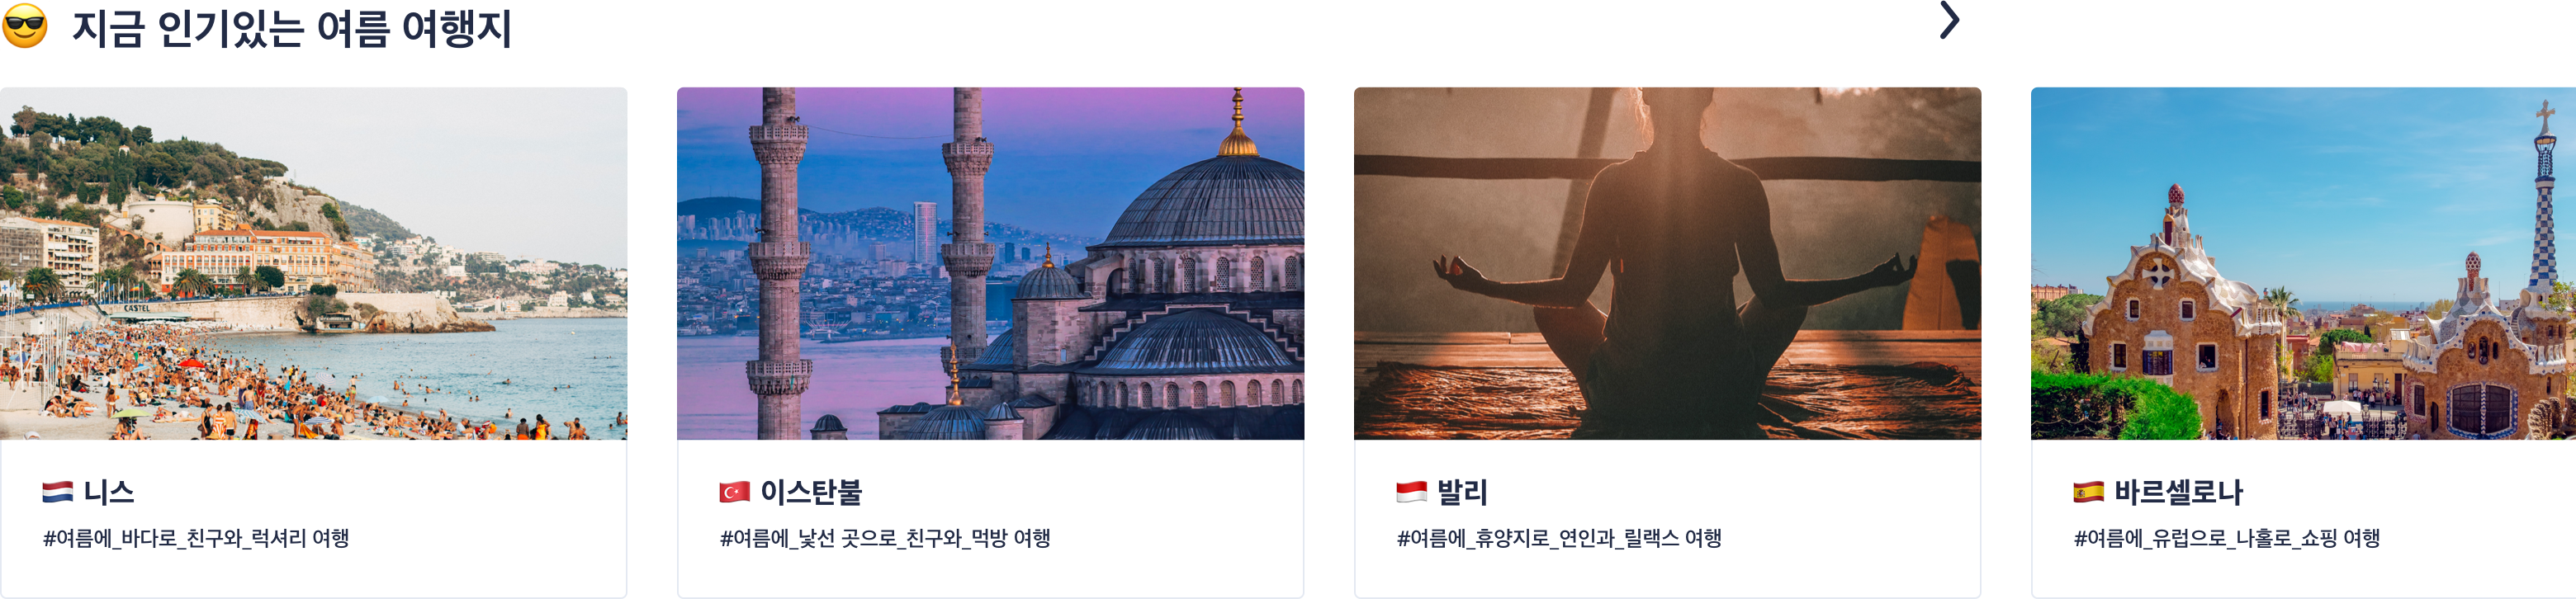 😎 지금 인기있는 여름 여행지
CASTEL
🇳🇱 니스
#여름에_바다로_친구와_럭셔리 여행
🇹🇷 이스탄불
#여름에_낯선 곳으로_친구와_먹방 여행
🇮🇩 발리
#여름에_휴양지로_연인과_릴랙스 여행
🇪🇸 바르셀로나
#여름에_유럽으로_나홀로_쇼핑 여행